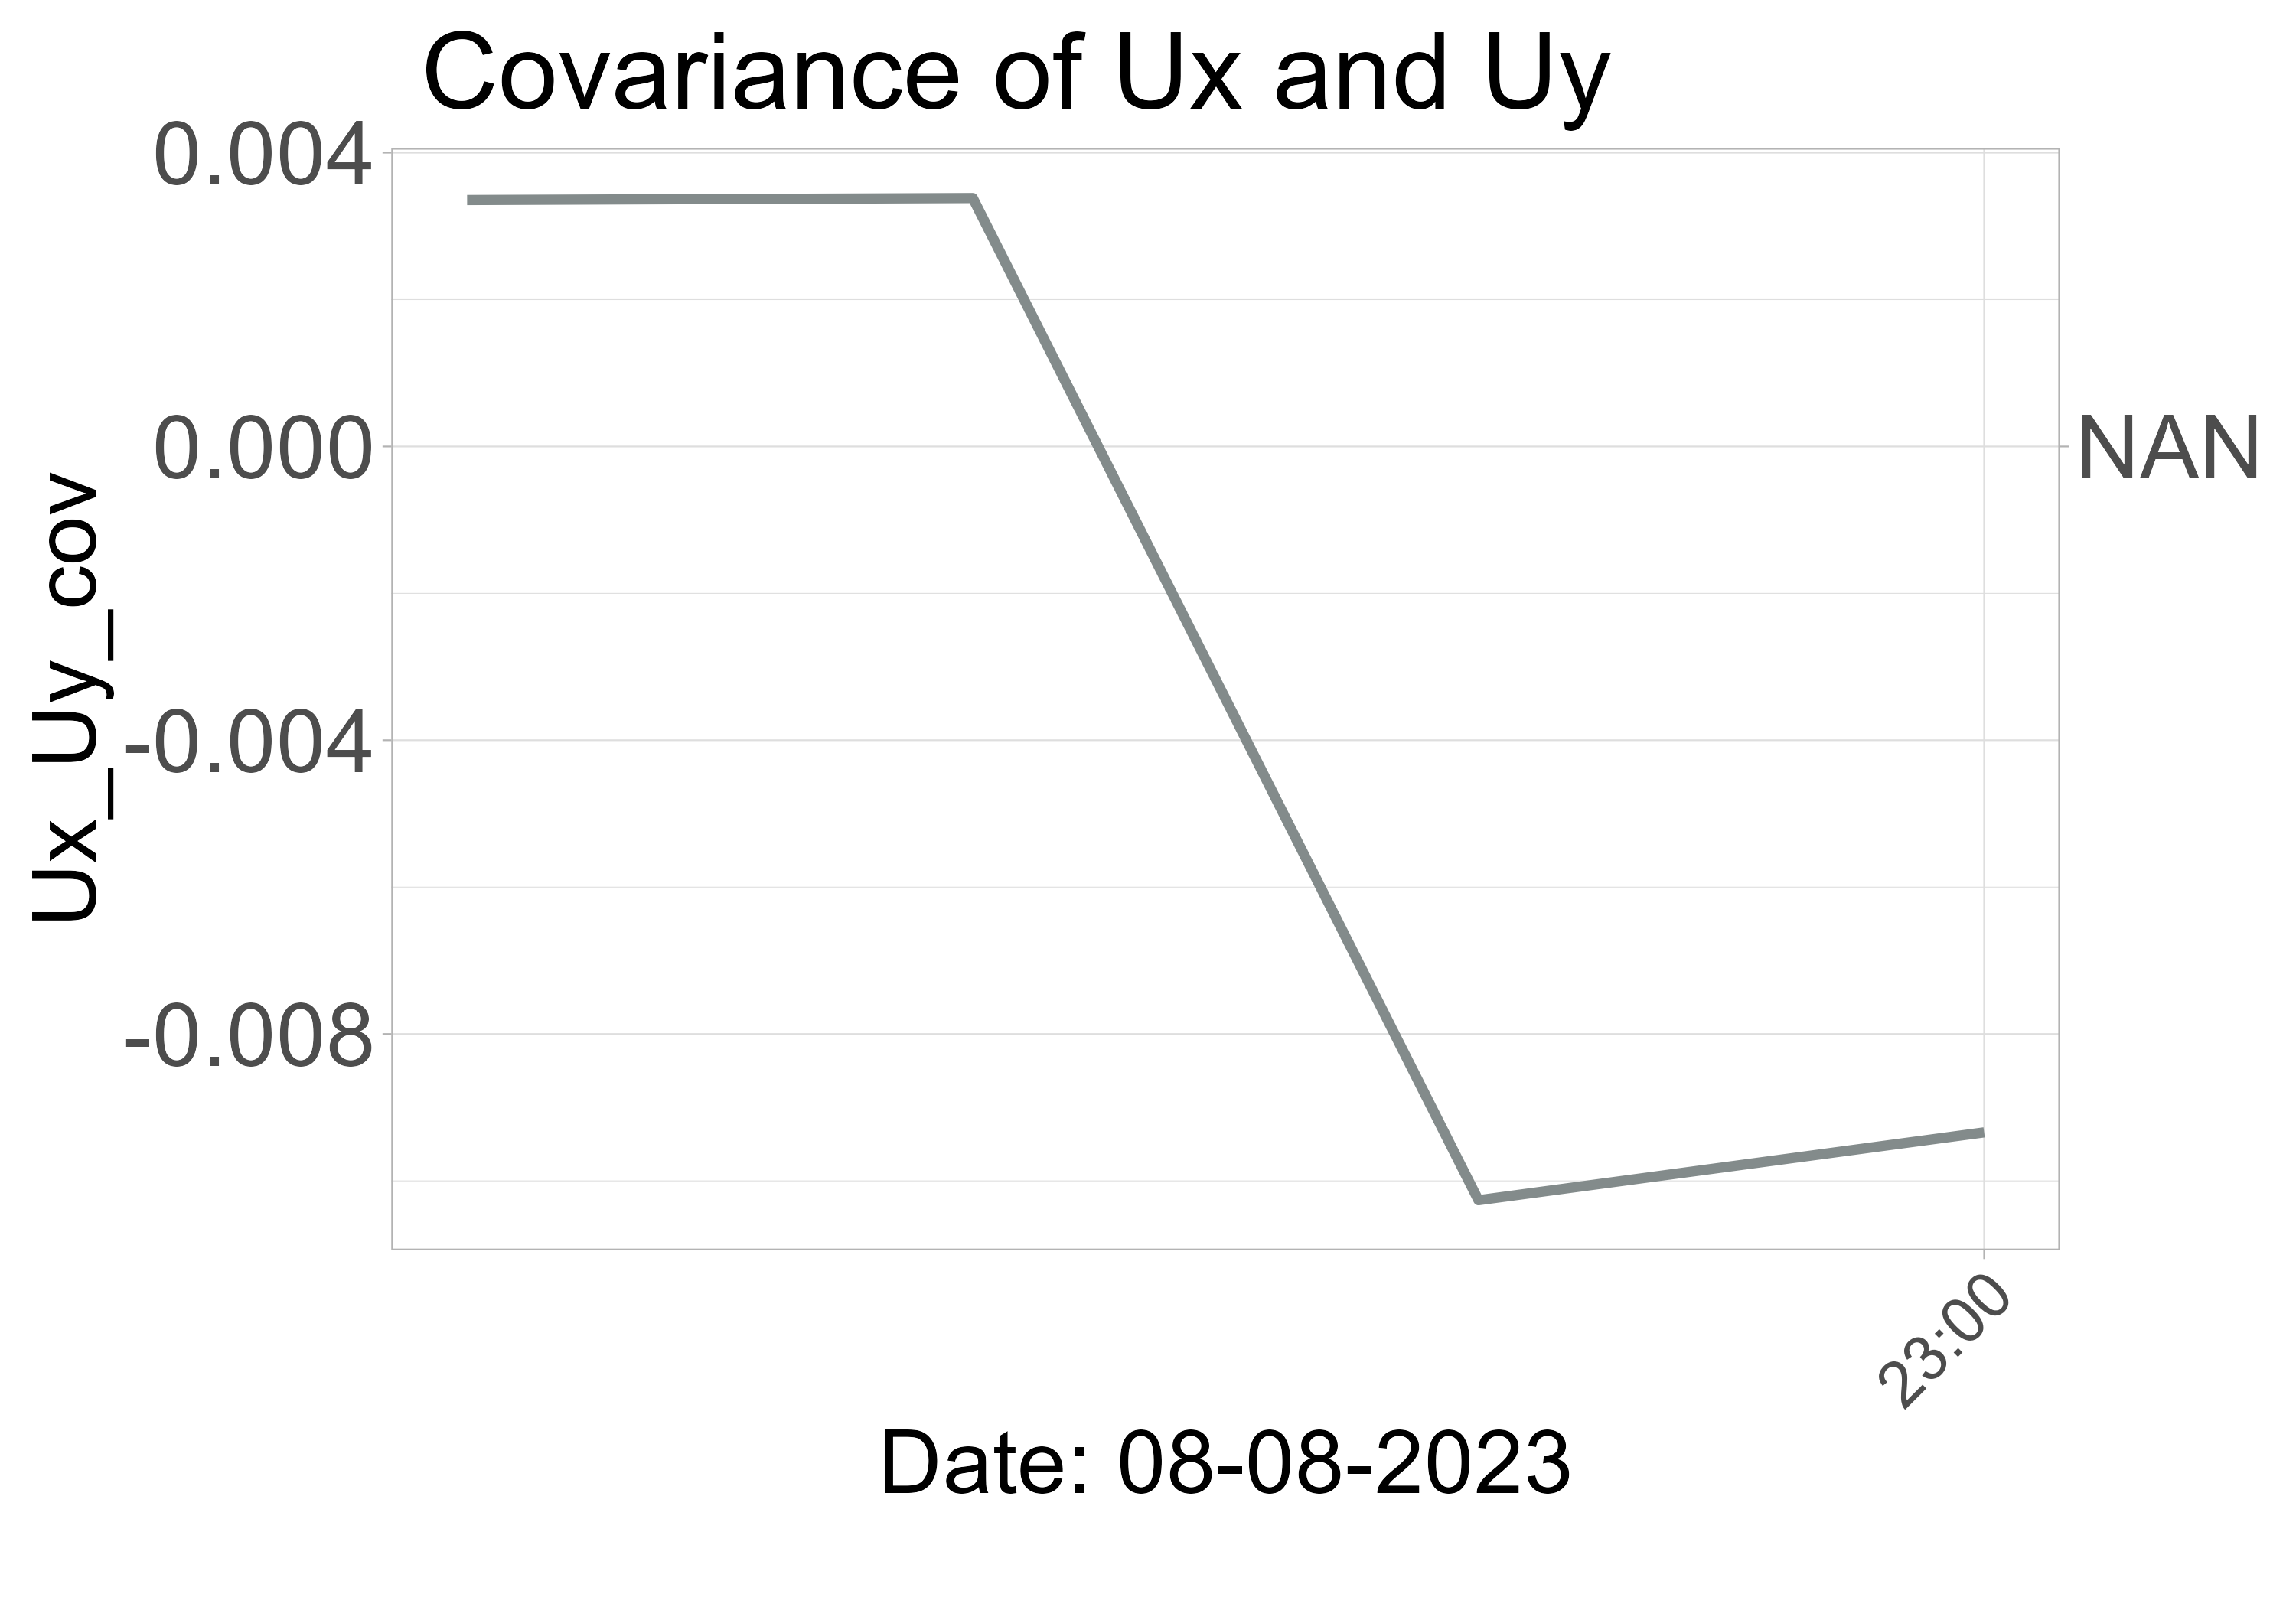 Covariance of Ux and Uy
0.004
0.000
-0.004
-0.008
Ux_Uy_cov
NAN
23:00
Date: 08-08-2023